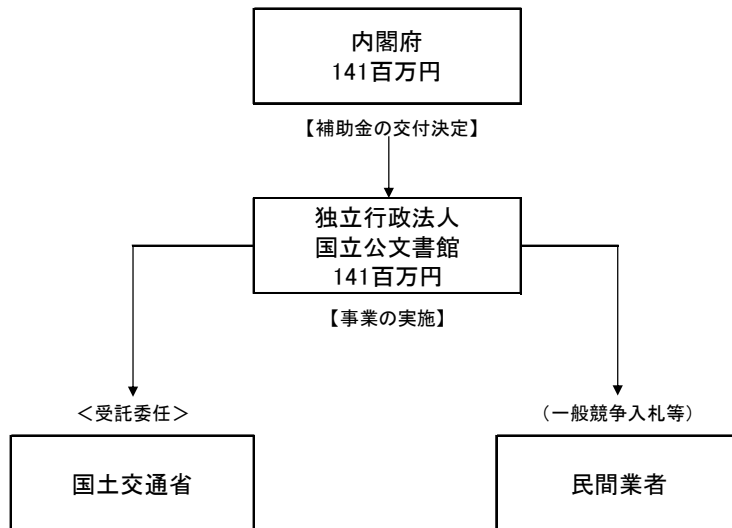 内閣府
141百万円
【補助金の交付決定】
独立行政法人
国立公文書館
141百万円
【事業の実施】
＜受託委任＞
（一般競争入札等）
国土交通省
民間業者